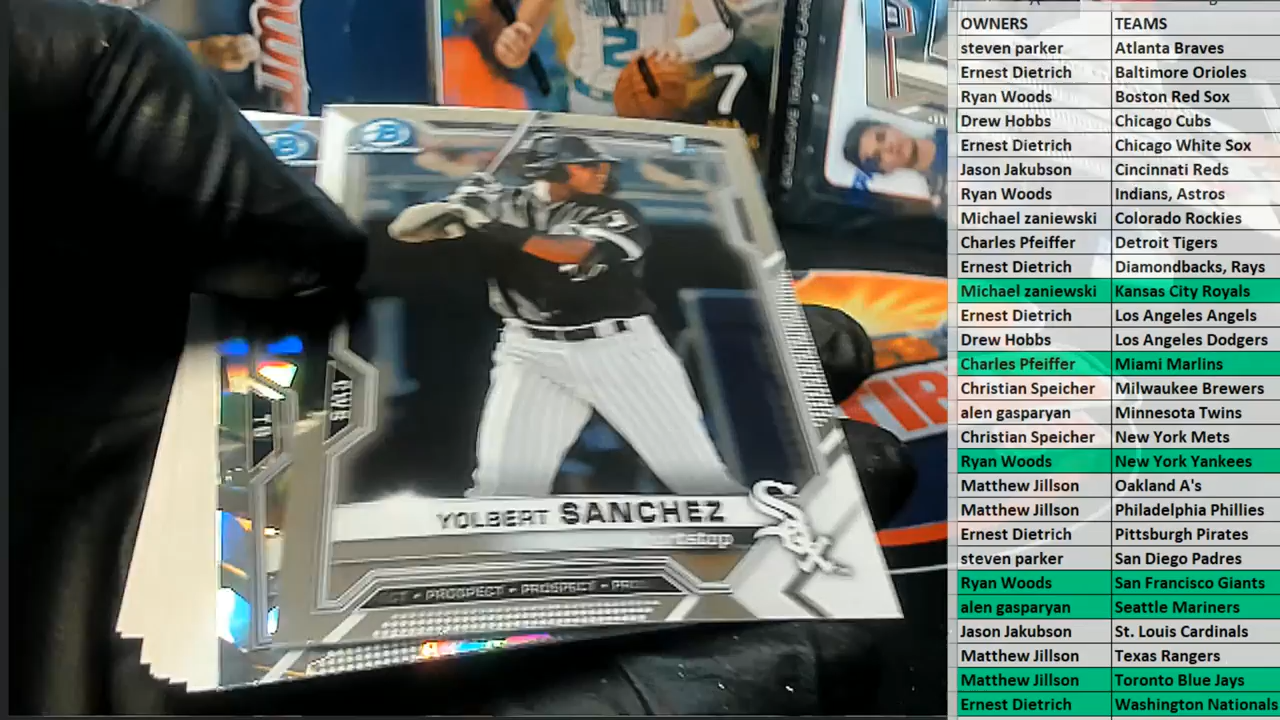 CHARLOTTE
2
7
B
B
1st
EXCLUSIVE TRADING CARD
YOLBERT SANCHEZ
Sox
PROSPECT • PROSPECT •
OWNERS TEAMS
steven parker Atlanta Braves
Ernest Dietrich Baltimore Orioles
Ryan Woods Boston Red Sox
Drew Hobbs Chicago Cubs
Ernest Dietrich Chicago White Sox
Jason Jakubson Cincinnati Reds
Ryan Woods Indians, Astros
Michael zaniewski Colorado Rockies
Charles Pfeiffer Detroit Tigers
Ernest Dietrich Diamondbacks, Rays
Michael zaniewski Kansas City Royals
Ernest Dietrich Los Angeles Angels
Drew Hobbs Los Angeles Dodgers
Charles Pfeiffer Miami Marlins
Christian Speicher Milwaukee Brewers
alen gasparyan Minnesota Twins
Christian Speicher New York Mets
Ryan Woods New York Yankees
Matthew Jillson Oakland A's
Matthew Jillson Philadelphia Phillies
Ernest Dietrich Pittsburgh Pirates
steven parker San Diego Padres
Ryan Woods San Francisco Giants
alen gasparyan Seattle Mariners
Jason Jakubson St. Louis Cardinals
Matthew Jillson Texas Rangers
Matthew Jillson Toronto Blue Jays
Ernest Dietrich Washington Nationals